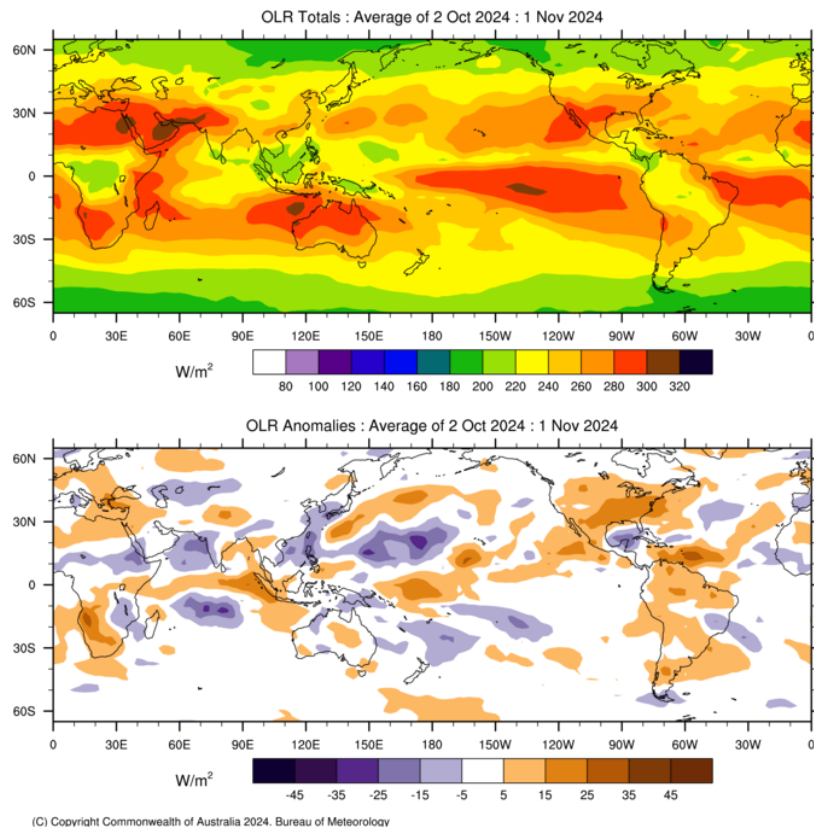 OLR Totals : Average of 2 Oct 2024 : 1 Nov 2024
60N
30N
0
30S
60S
0 30E 60E 90E 120E 150E 180 150W 120W 90W 60W 30W 0
W/m²
80 100 120 140 160 180 200 220 240 260 280 300 320
OLR Anomalies : Average of 2 Oct 2024 : 1 Nov 2024
60N
30N
0
30S
60S
0 30E 60E 90E 120E 150E 180 150W 120W 90W 60W 30W 0
W/m²
-45 -35 -25 -15 -5 5 15 25 35 45
(C) Copyright Commonwealth of Australia 2024. Bureau of Meteorology